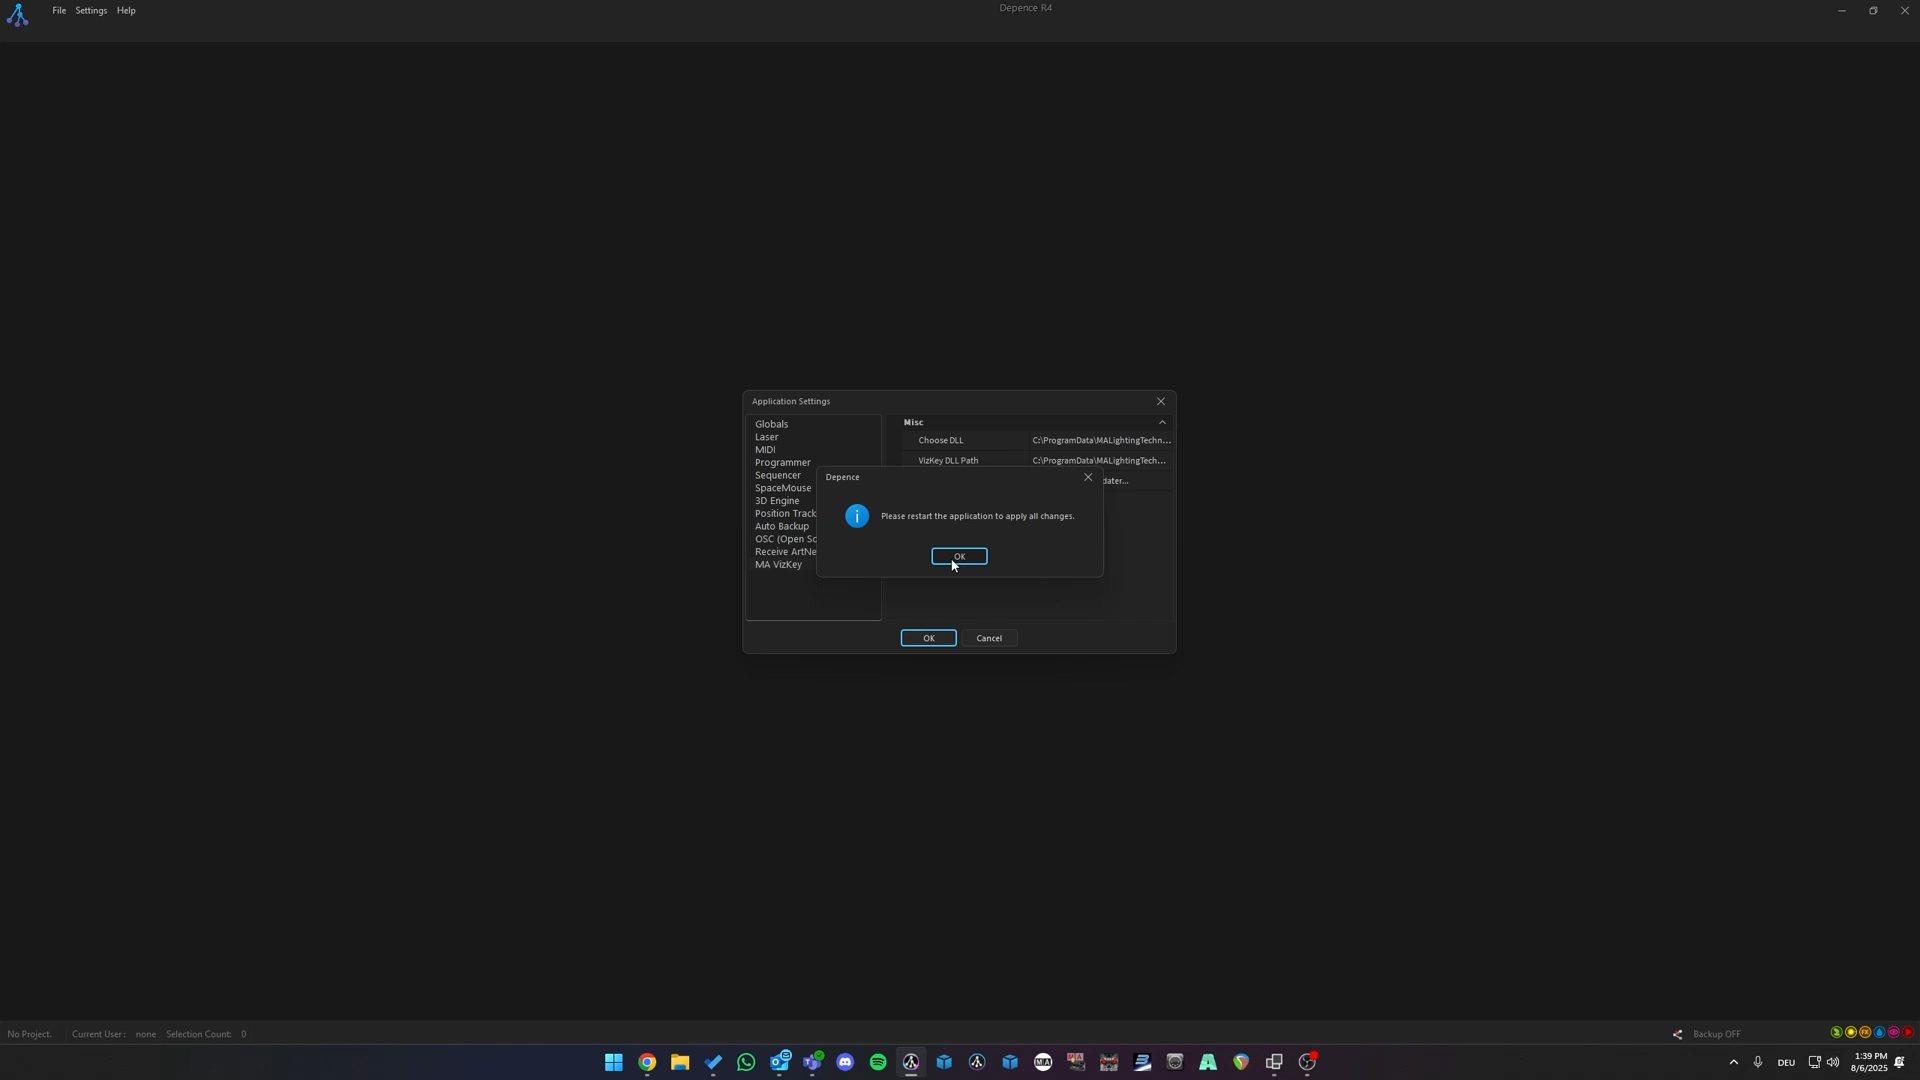 File Settings Help
Depence R4
Application Settings
Globals
Laser
MIDI
Programmer
Sequencer
SpaceMouse
3D Engine
Position Track
Auto Backup
OSC (Open So
Receive ArtNe
MA VizKey
Misc
Choose DLL C:\ProgramData\MALightingTechn...
VizKey DLL Path C:\ProgramData\MALightingTech...
dater...
Depence
Please restart the application to apply all changes.
OK
OK Cancel
No Project. Current User: none Selection Count: 0
Backup OFF
FX
MA
DEU
1:39 PM
8/6/2025